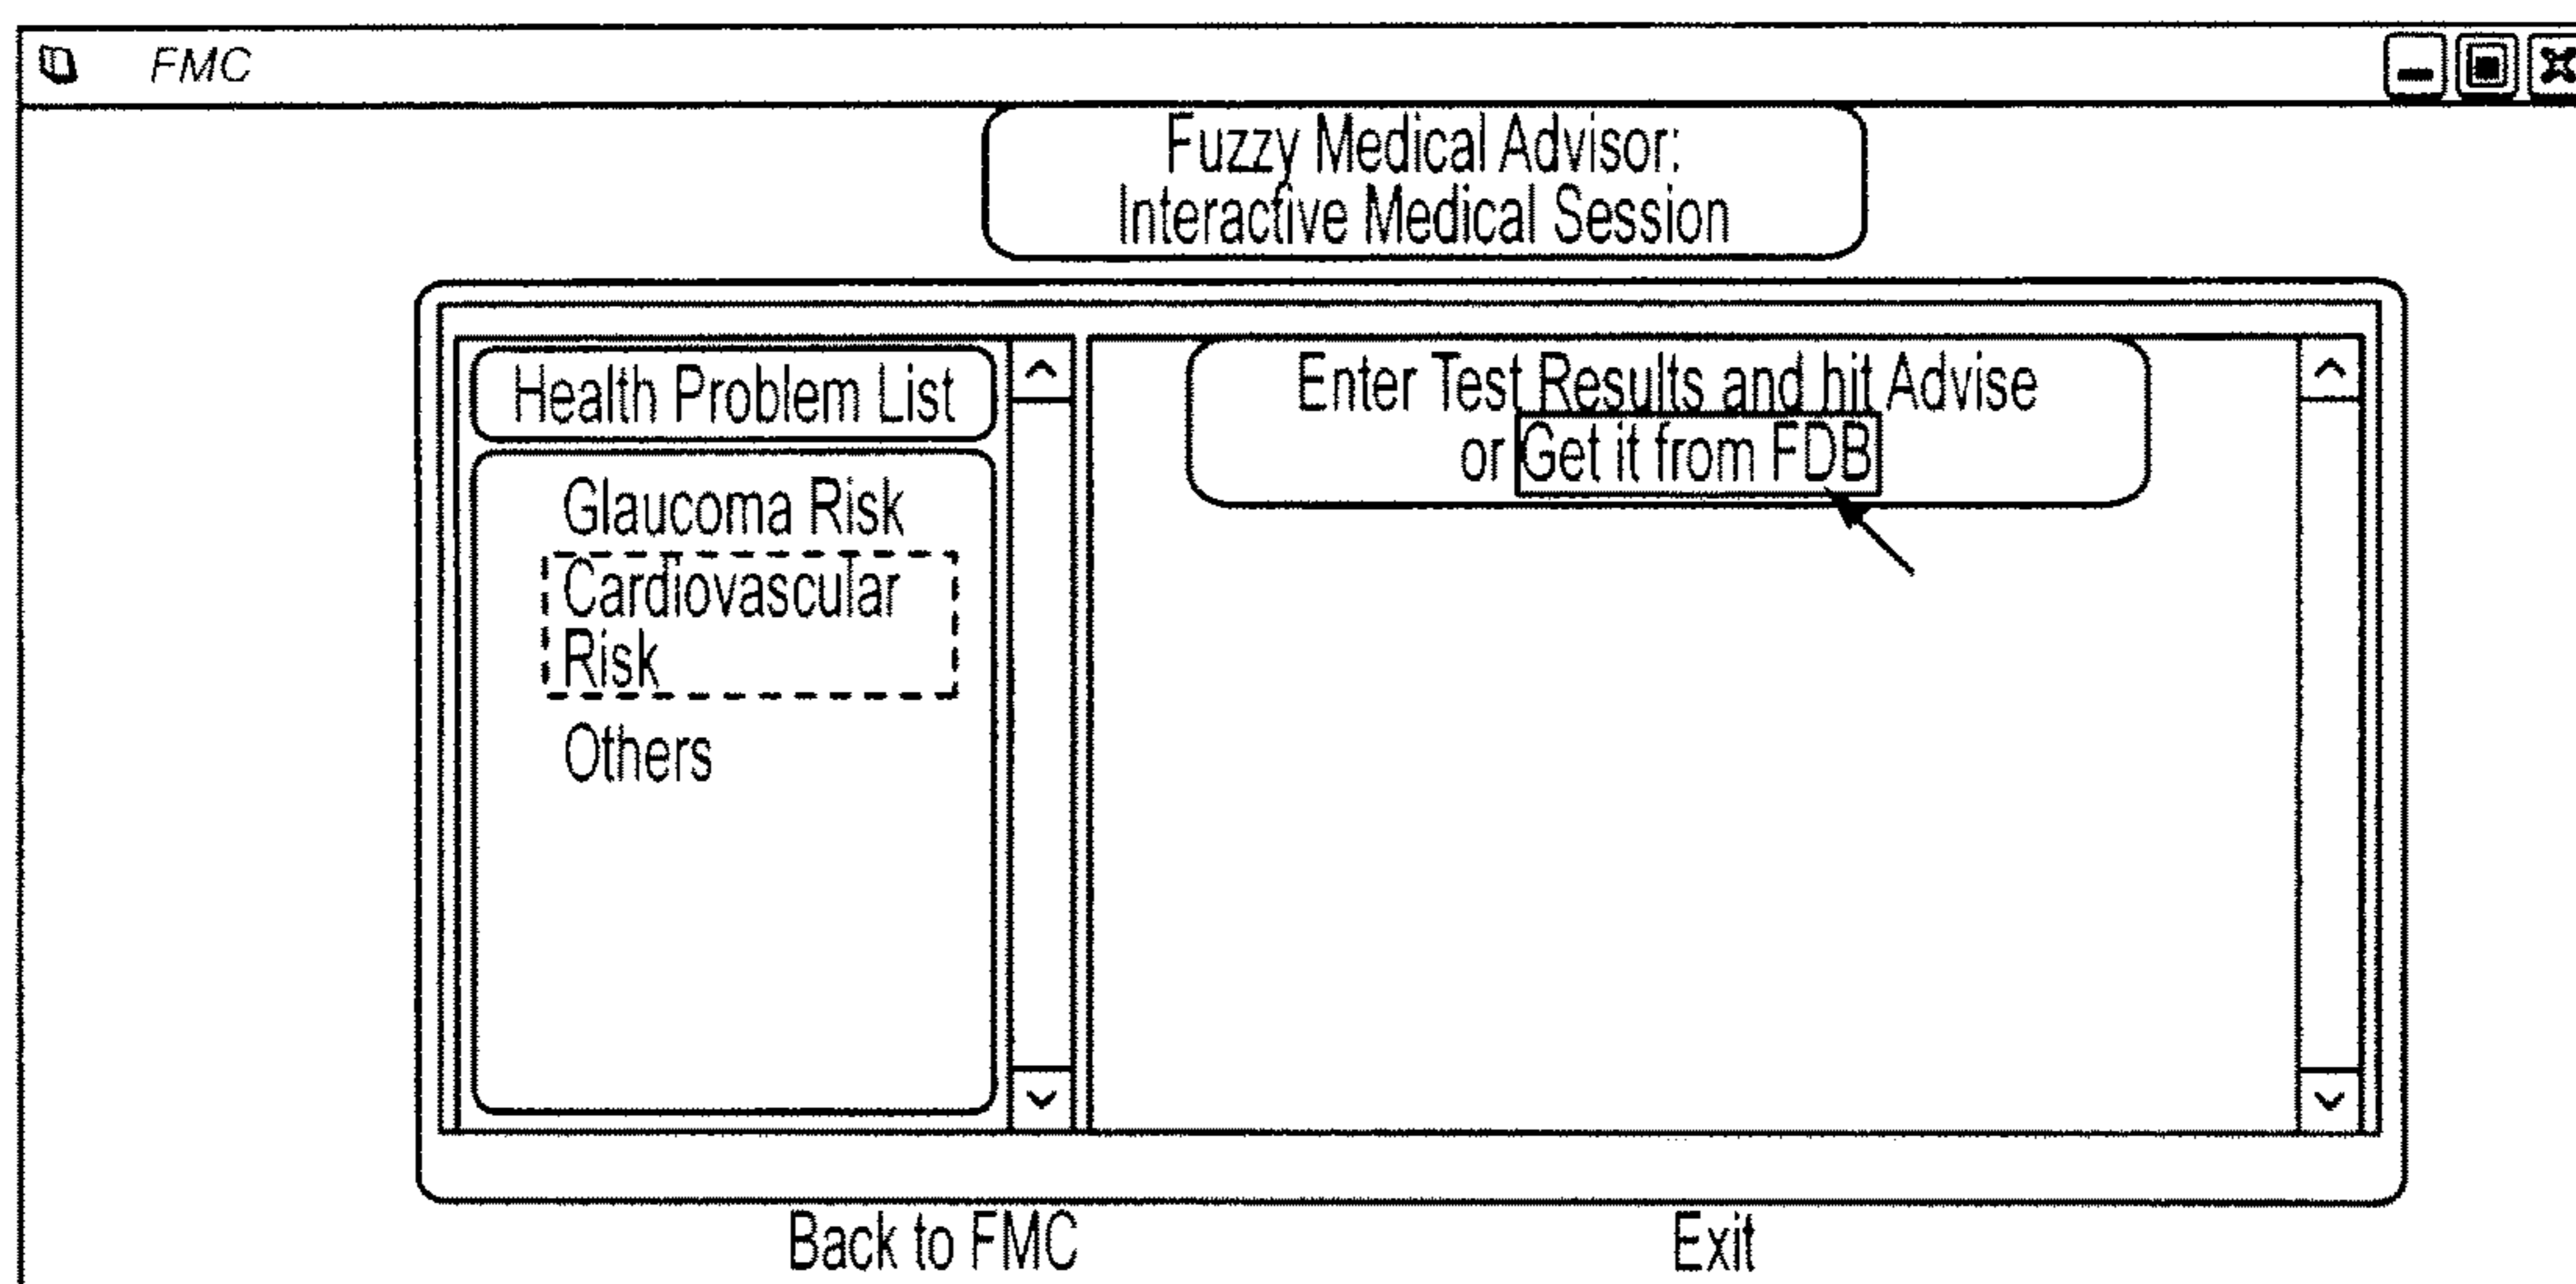 FMC
Fuzzy Medical Advisor:
Interactive Medical Session
Health Problem List
Glaucoma Risk
Cardiovascular
Risk
Others
Enter Test Results and hit Advise
or Get it from FDB
Back to FMC
Exit